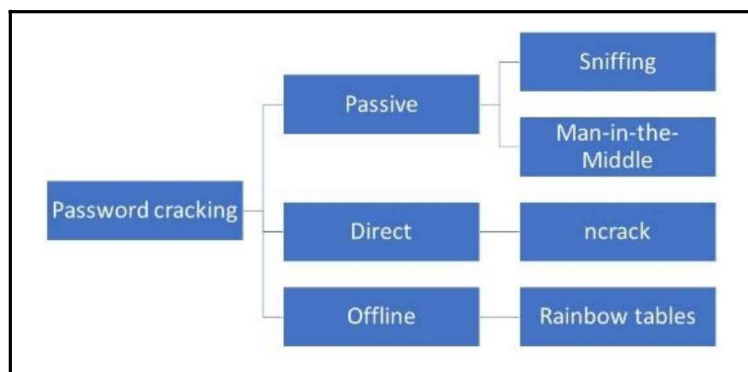 Password cracking
Passive
Sniffing
Man-in-the-
Middle
Direct
ncrack
Offline
Rainbow tables